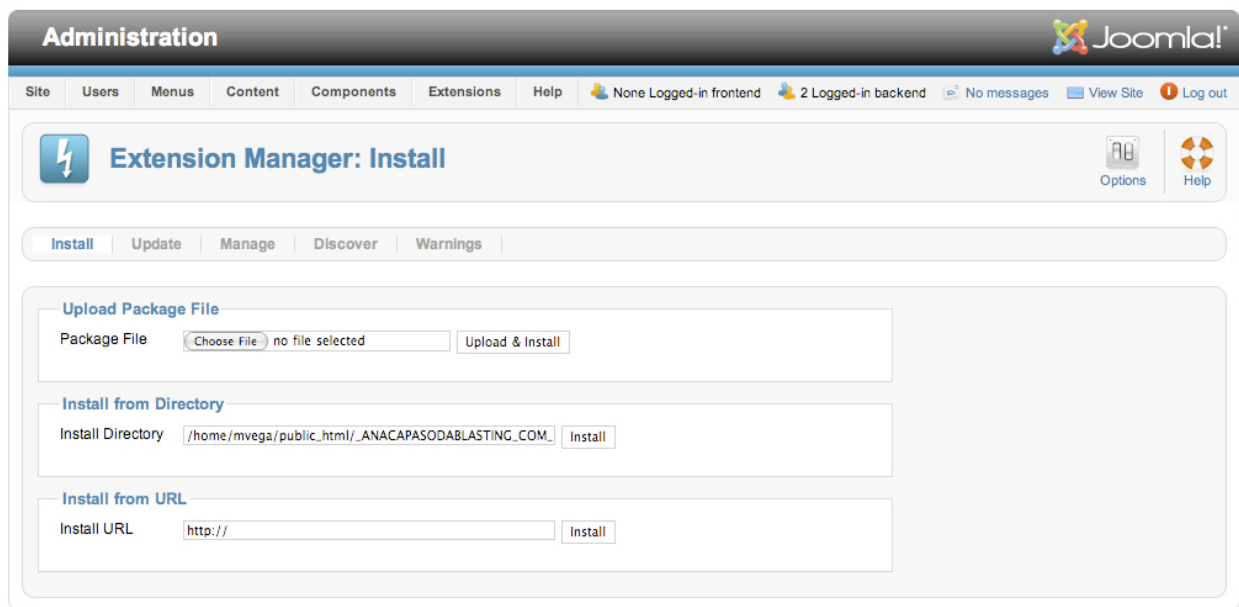 Administration
Joomla!
Site Users Menus Content Components Extensions Help None Logged-in frontend 2 Logged-in backend No messages View Site Log out
Extension Manager: Install
Options
Help
Install Update Manage Discover Warnings
Upload Package File
Package File Choose File no file selected Upload & Install
Install from Directory
Install Directory /home/mvega/public_html/_ANACAPASODABLASTING_COM_ Install
Install from URL
Install URL http:// Install